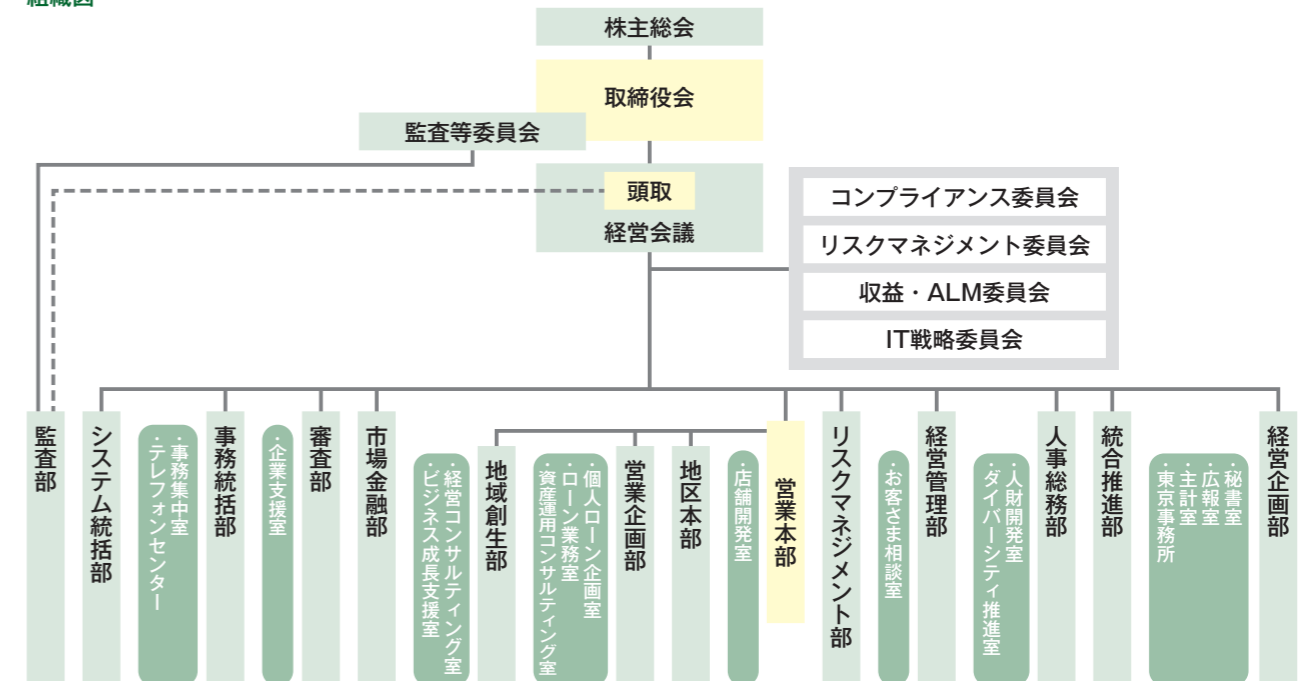 組織図
株主総会
取締役会
監査等委員会
頭取
経営会議
コンプライアンス委員会
リスクマネジメント委員会
収益・ALM委員会
IT戦略委員会
経営企画部
・秘書室
・広報室
・主計室
・東京事務所
統合推進部
人事総務部
・人財開発室
・ダイバーシティ推進室
経営管理部
・お客さま相談室
リスクマネジメント部
営業本部
・店舗開発室
地区本部
営業企画部
・個人ローン企画室
・ローン業務室
・資産運用コンサルティング室
地域創生部
・経営コンサルティング室
・ビジネス成長支援室
市場金融部
審査部
・企業支援室
事務統括部
・事務集中室
・テレフォンセンター
システム統括部
監査部